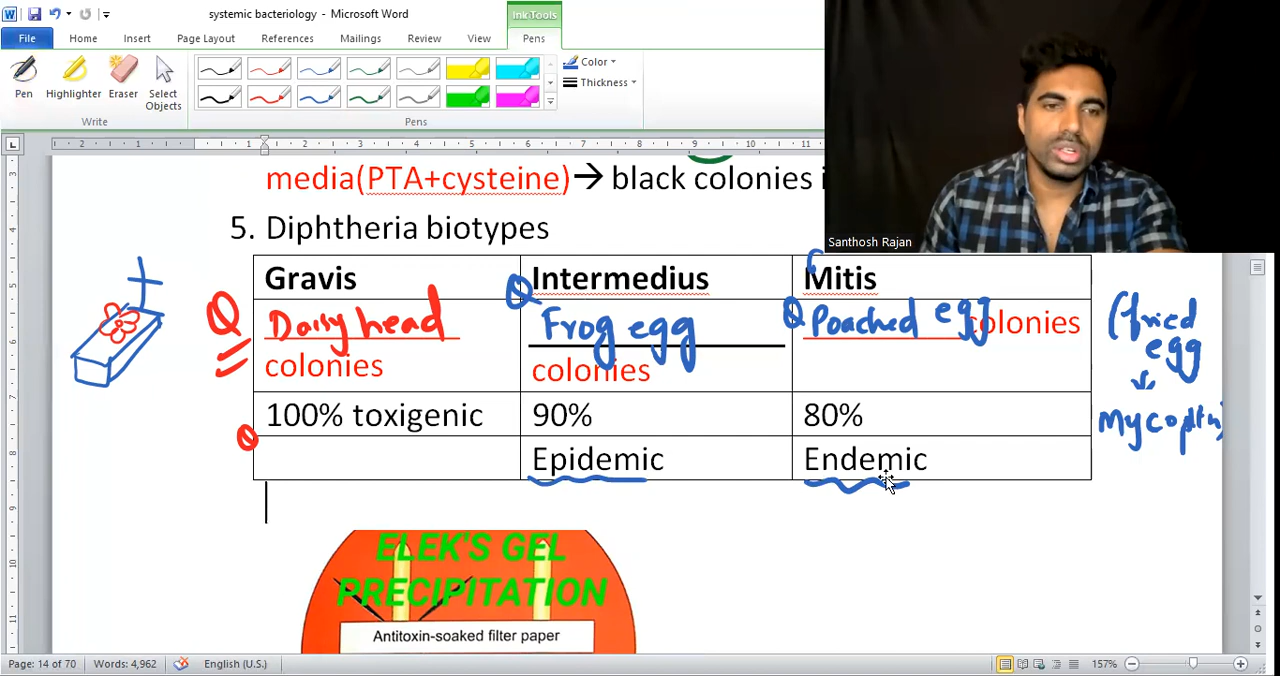 systemic bacteriology - Microsoft Word
Ink Tools
File Home Insert Page Layout References Mailings Review View Pens
Pen Highlighter Eraser Select Objects
Color
Thickness
Write Pens
media(PTA+cysteine)→ black colonies i
Santhosh Rajan
5. Diphtheria biotypes
Gravis Intermedius Mitis
Q Daisy head colonies
Q Frog egg colonies
Q Poached egg colonies
(fried egg
100% toxigenic 90% 80%
Epidemic Endemic
ELEK'S GEL
PRECIPITATION
Antitoxin-soaked filter paper
Page: 14 of 70 Words: 4,962 English (U.S.) 157%